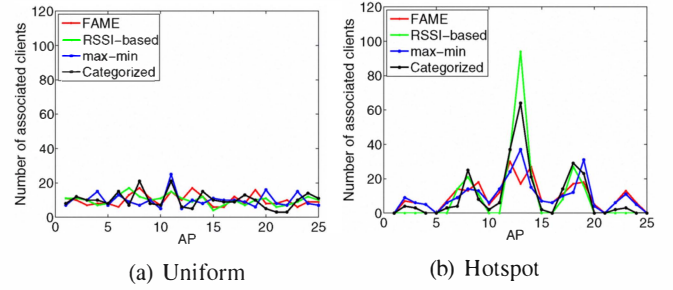 120
100
80
60
40
20
0
Number of associated clients
FAME
RSSI-based
max-min
Categorized
0 5 10 15 20 25
AP
(a) Uniform
120
100
80
60
40
20
0
Number of associated clients
FAME
RSSI-based
max-min
Categorized
0 5 10 15 20 25
AP
(b) Hotspot